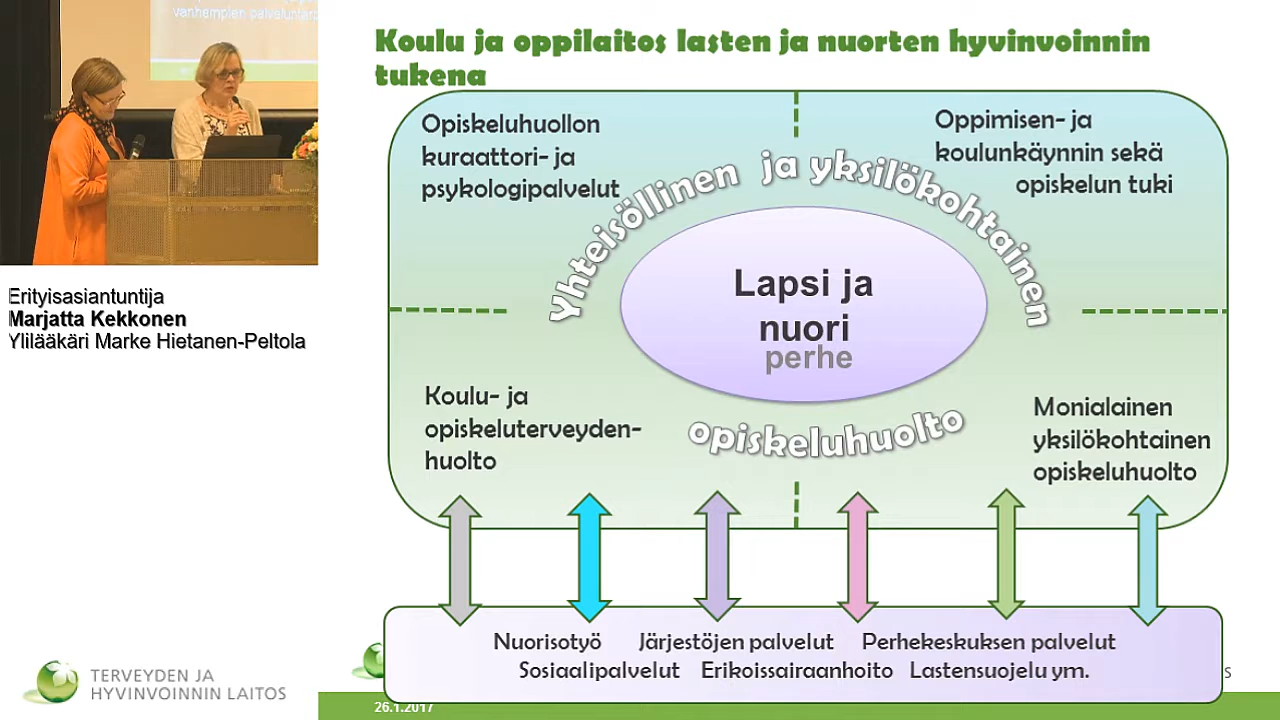 vanhempien palveluntarp
Koulu ja oppilaitos lasten ja nuorten hyvinvoinnin
tukena
Opiskeluhuollon
kuraattori- ja
psykologipalvelut
Oppimisen- ja
koulunkäynnin sekä
opiskelun tuki
Yhteisöllinen ja yksilökohtainen
Lapsi ja
nuori
perhe
opiskeluhuolto
Koulu- ja
opiskeluterveyden-
huolto
Monialainen
yksilökohtainen
opiskeluhuolto
Nuorisotyö Järjestöjen palvelut Perhekeskuksen palvelut
Sosiaalipalvelut Erikoissairaanhoito Lastensuojelu ym.
Erityisasiantuntija
Marjatta Kekkonen
Ylilääkäri Marke Hietanen-Peltola
TERVEYDEN JA
HYVINVOINNIN LAITOS
26.1.2017